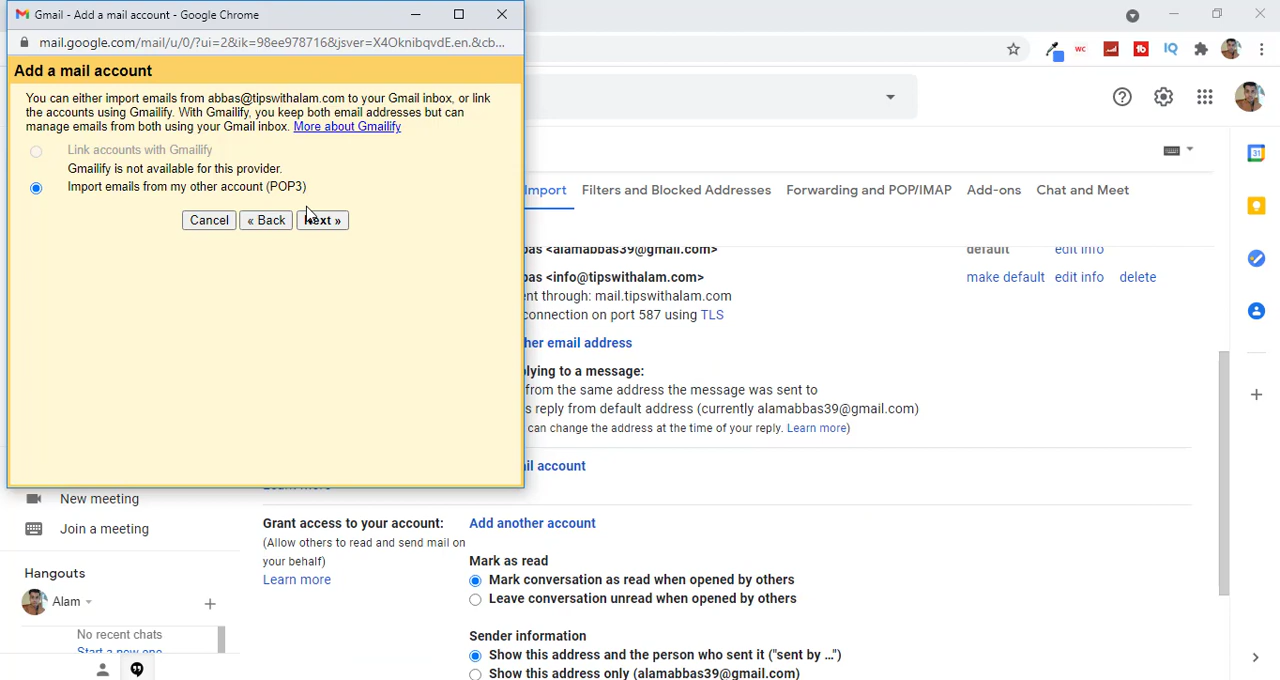 Gmail - Add a mail account - Google Chrome
mail.google.com/mail/u/0/?ui=2&ik=98ee978716&jsver=X4OknibqvdE.en.&cb...
Add a mail account
You can either import emails from abbas@tipswithalam.com to your Gmail inbox, or link
the accounts using Gmailify. With Gmailify, you keep both email addresses but can
manage emails from both using your Gmail inbox. More about Gmailify
Link accounts with Gmailify
Gmailify is not available for this provider.
Import emails from my other account (POP3)
Cancel
« Back
Next »
WC
IQ
31
Import
Filters and Blocked Addresses
Forwarding and POP/IMAP
Add-ons
Chat and Meet
bas <alamabbas39@gmail.com>
default
edit info
bas <info@tipswithalam.com>
make default
edit info
delete
nt through: mail.tipswithalam.com
connection on port 587 using TLS
her email address
lying to a message:
from the same address the message was sent to
s reply from default address (currently alamabbas39@gmail.com)
can change the address at the time of your reply. Learn more)
il account
Learn more
Grant access to your account:
Add another account
(Allow others to read and send mail on
your behalf)
Learn more
Mark as read
Mark conversation as read when opened by others
Leave conversation unread when opened by others
Sender information
Show this address and the person who sent it ("sent by ...")
Show this address only (alamabbas39@gmail.com)
New meeting
Join a meeting
Hangouts
Alam
No recent chats
Start a new one